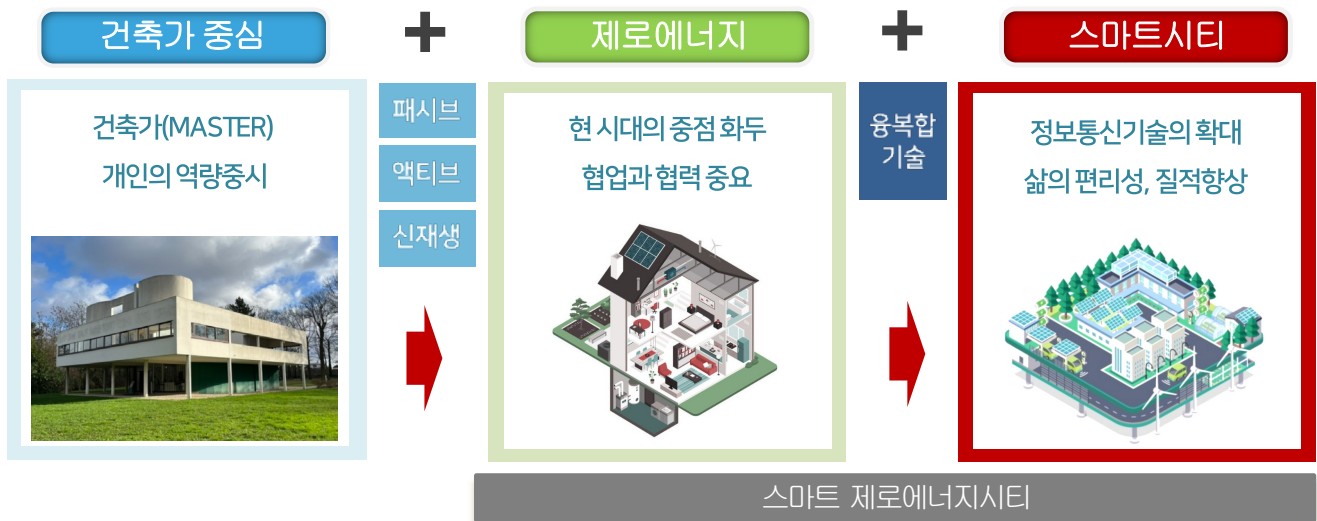 건축가 중심
+
제로에너지
+
스마트시티
건축가(MASTER)
개인의 역량중시
패시브
액티브
신재생
현 시대의 중점 화두
협업과 협력 중요
융복합
기술
정보통신기술의 확대
삶의 편리성, 질적향상
스마트 제로에너지시티